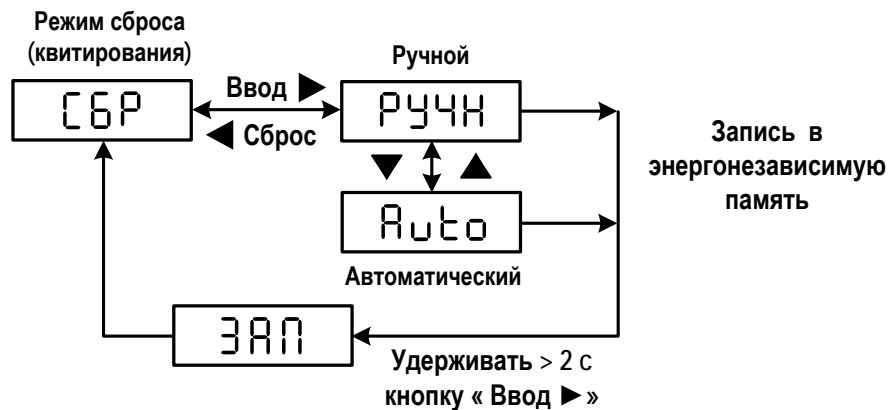 Режим сброса
(квитирования)
Ручной
СБР
Ввод ►
◄ Сброс
РУЧН
▼ ▲
Запись в
энергонезависимую
память
Auto
Автоматический
ЗАП
Удерживать > 2 с
кнопку « Ввод ► »